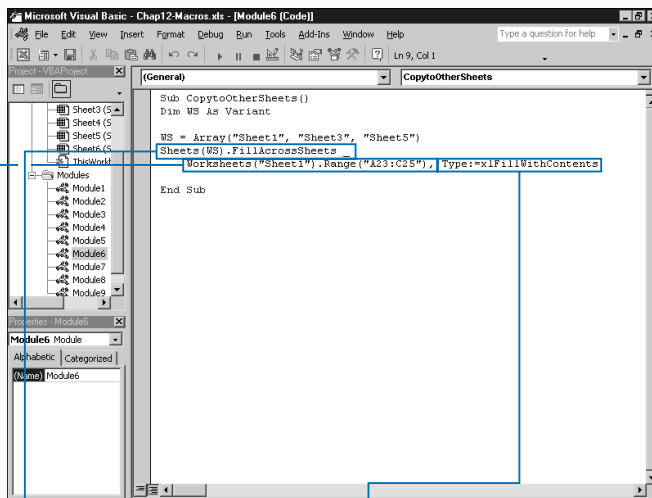 Microsoft Visual Basic - Chap12-Macros.xls - [Module6 (Code)]
File Edit View Insert Format Debug Run Tools Add-Ins Window Help
Type a question for help
Ln 9, Col 1
Project - VBAProject
(General)
CopytoOtherSheets
Sheet3 (S
Sheet4 (S
Sheet5 (S
Sheet6 (S
ThisWork
Modules
Module1
Module2
Module3
Module4
Module5
Module6
Module7
Module8
Module9
Sub CopytoOtherSheets()
Dim WS As Variant
WS = Array("Sheet1", "Sheet3", "Sheet5")
Sheets(WS).FillAcrossSheets _
Worksheets("Sheet1").Range("A23:C25"), Type:=xlFillWithContents
End Sub
Properties - Module6
Module6 Module
Alphabetic Categorized
(Name) Module6